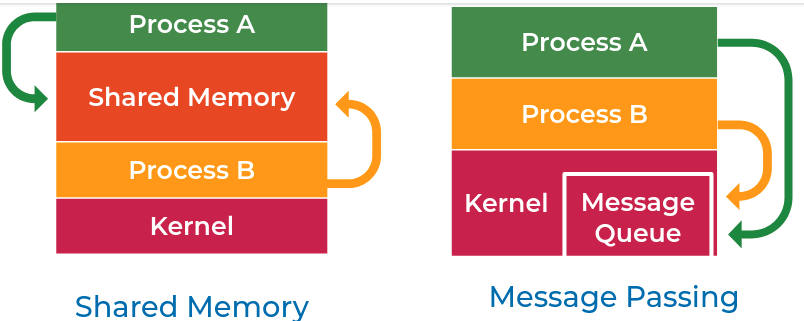 Process A
Shared Memory
Process B
Kernel
Shared Memory
Process A
Process B
Kernel
Message
Queue
Message Passing